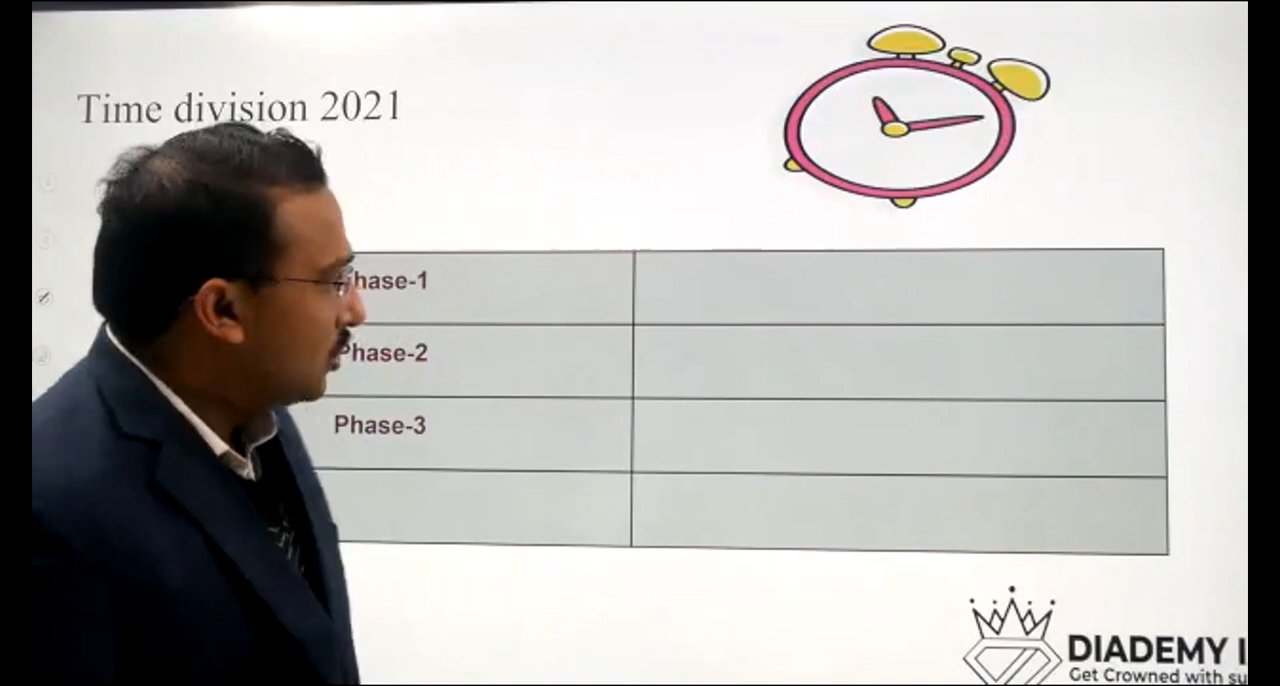 Time division 2021
hase-1
Phase-2
Phase-3
DIADEMY I
Get Crowned with su